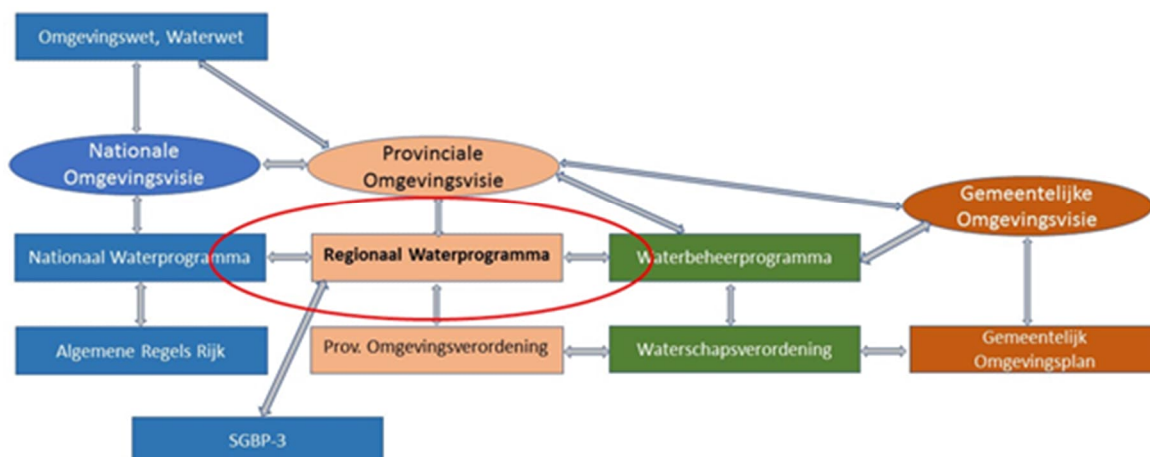 Omgevingswet, Waterwet
Nationale
Omgevingsvisie
Provinciale
Omgevingsvisie
Gemeentelijke
Omgevingsvisie
Nationaal Waterprogramma
Regionaal Waterprogramma
Waterbeheerprogramma
Algemene Regels Rijk
Prov. Omgevingsverordening
Waterschapsverordening
Gemeentelijk
Omgevingsplan
SGBP-3